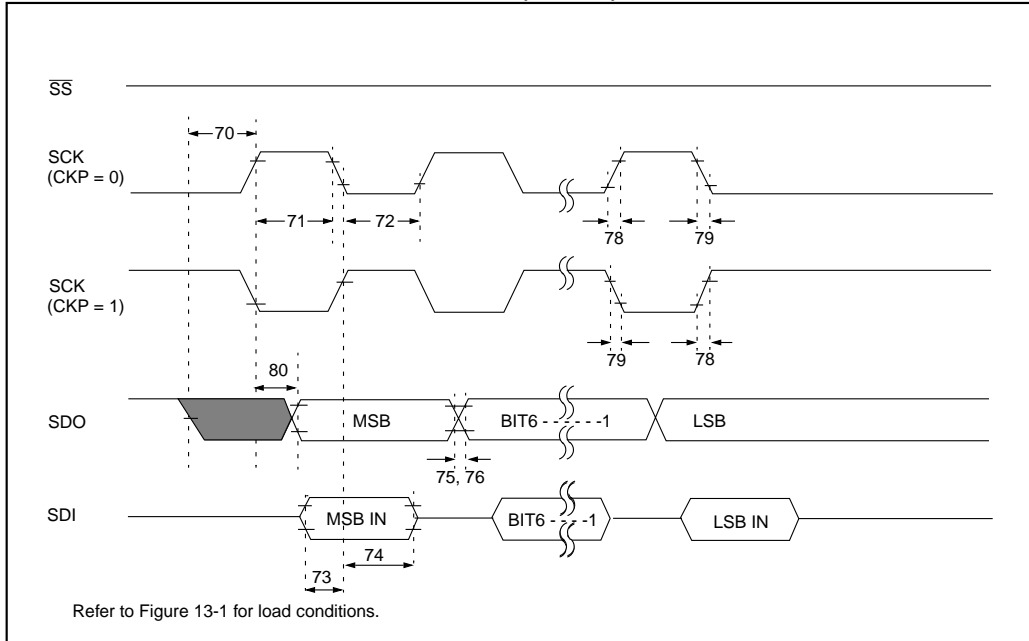 SS
70
SCK
(CKP = 0)
71
72
78
79
SCK
(CKP = 1)
79
78
80
SDO
MSB
BIT6 - - - - - -1
LSB
75, 76
SDI
MSB IN
BIT6 - - - -1
LSB IN
74
73
Refer to Figure 13-1 for load conditions.